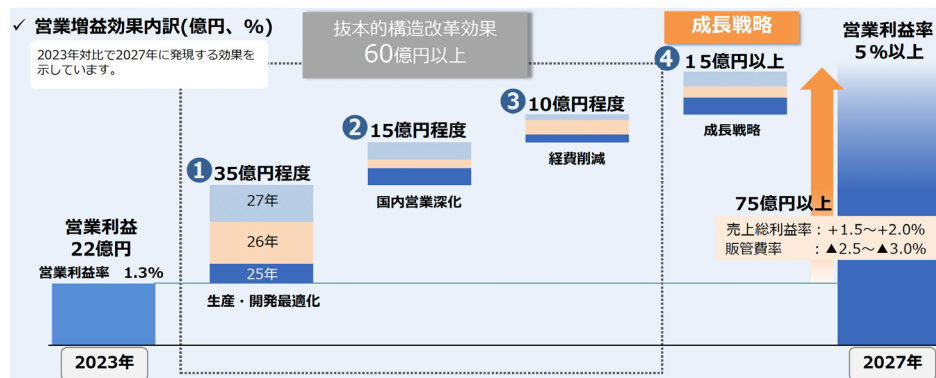 ✓ 営業増益効果内訳(億円、%)
2023年対比で2027年に発現する効果を
示しています。
抜本的構造改革効果
60億円以上
成長戦略
営業利益率
5%以上
❹ 15億円以上
成長戦略
❸ 10億円程度
経費削減
❷ 15億円程度
国内営業深化
❶ 35億円程度
27年
26年
25年
生産・開発最適化
営業利益
22億円
営業利益率 1.3%
75億円以上
売上総利益率:+1.5~+2.0%
販管費率 :▲2.5~▲3.0%
2023年
2027年